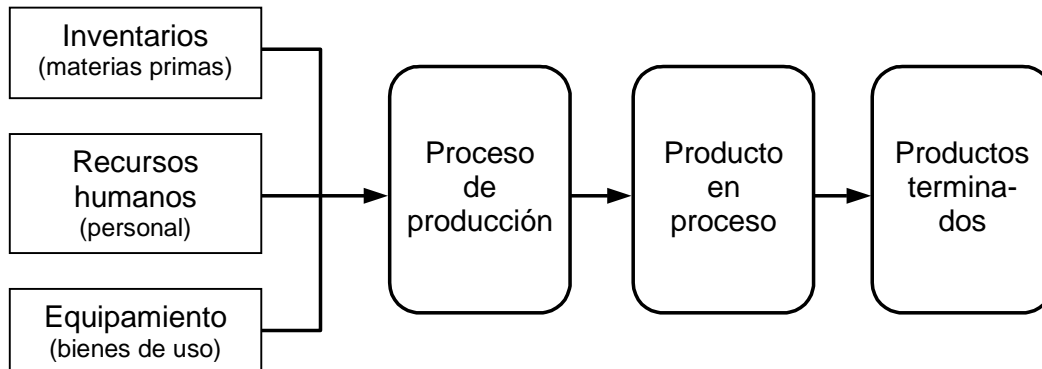 Inventarios
(materias primas)
Recursos
humanos
(personal)
Equipamiento
(bienes de uso)
Proceso
de
producción
Producto
en
proceso
Productos
termina-
dos